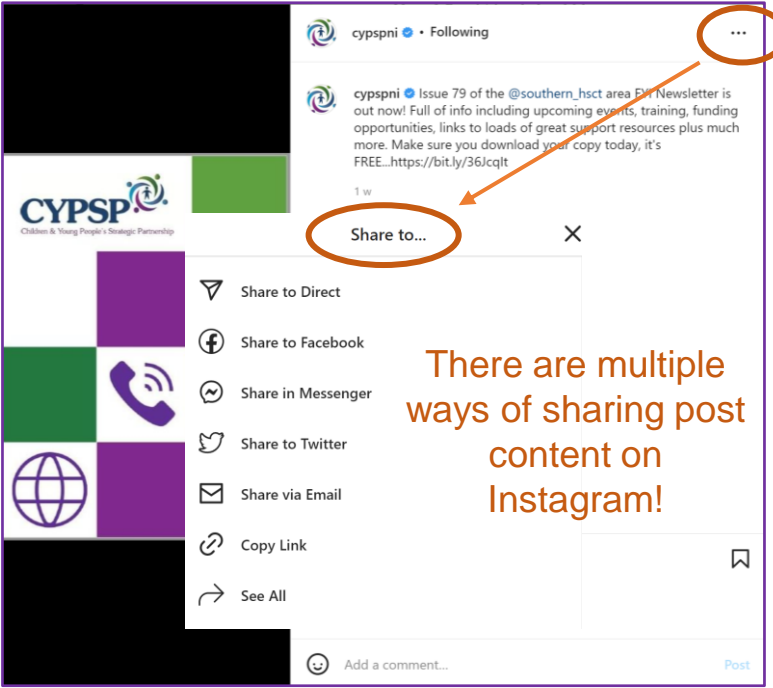 cypspni • Following
...
cypspni Issue 79 of the @southern_hsct area FYI Newsletter is
out now! Full of info including upcoming events, training, funding
opportunities, links to loads of great support resources plus much
more. Make sure you download your copy today, it's
FREE...https://bit.ly/36JcqIt
1 w
CYPSP
Children & Young People's Strategic Partnership
Share to...
Share to Direct
Share to Facebook
Share in Messenger
Share to Twitter
Share via Email
Copy Link
See All
There are multiple
ways of sharing post
content on
Instagram!
Add a comment...
Post